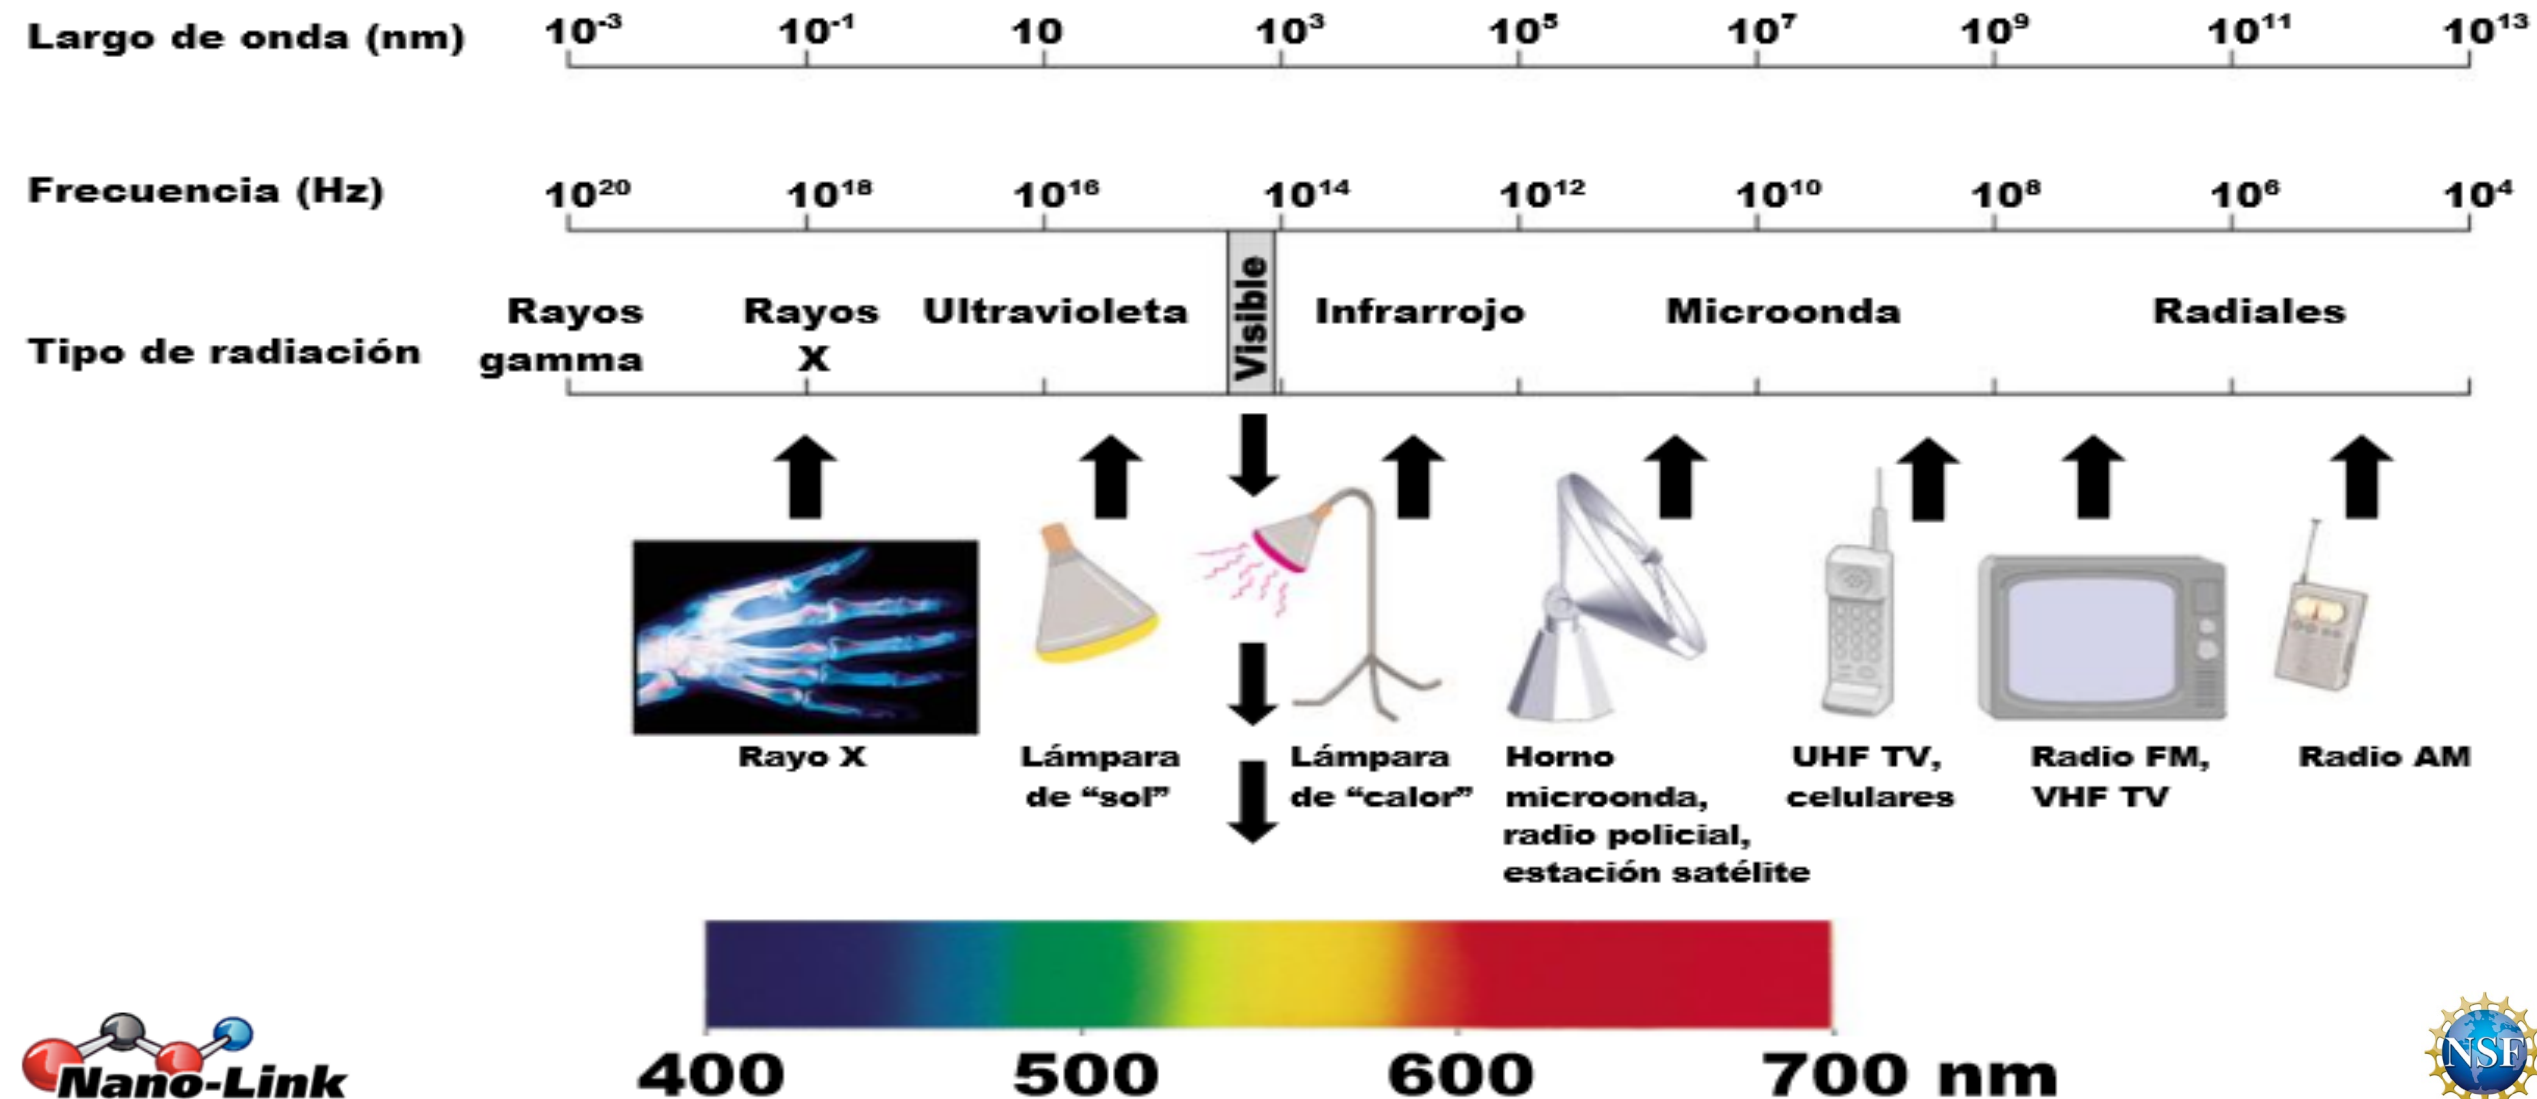 Largo de onda (nm) 10⁻³ 10⁻¹ 10 10³ 10⁵ 10⁷ 10⁹ 10¹¹ 10¹³
Frecuencia (Hz) 10²⁰ 10¹⁸ 10¹⁶ 10¹⁴ 10¹² 10¹⁰ 10⁸ 10⁶ 10⁴
Tipo de radiación
Rayos
gamma
Rayos
X
Ultravioleta
Visible
Infrarrojo
Microonda
Radiales
Rayo X
Lámpara
de “sol”
Lámpara
de “calor”
Horno
microonda,
radio policial,
estación satélite
UHF TV,
celulares
Radio FM,
VHF TV
Radio AM
400 500 600 700 nm
Nano-Link
NSF